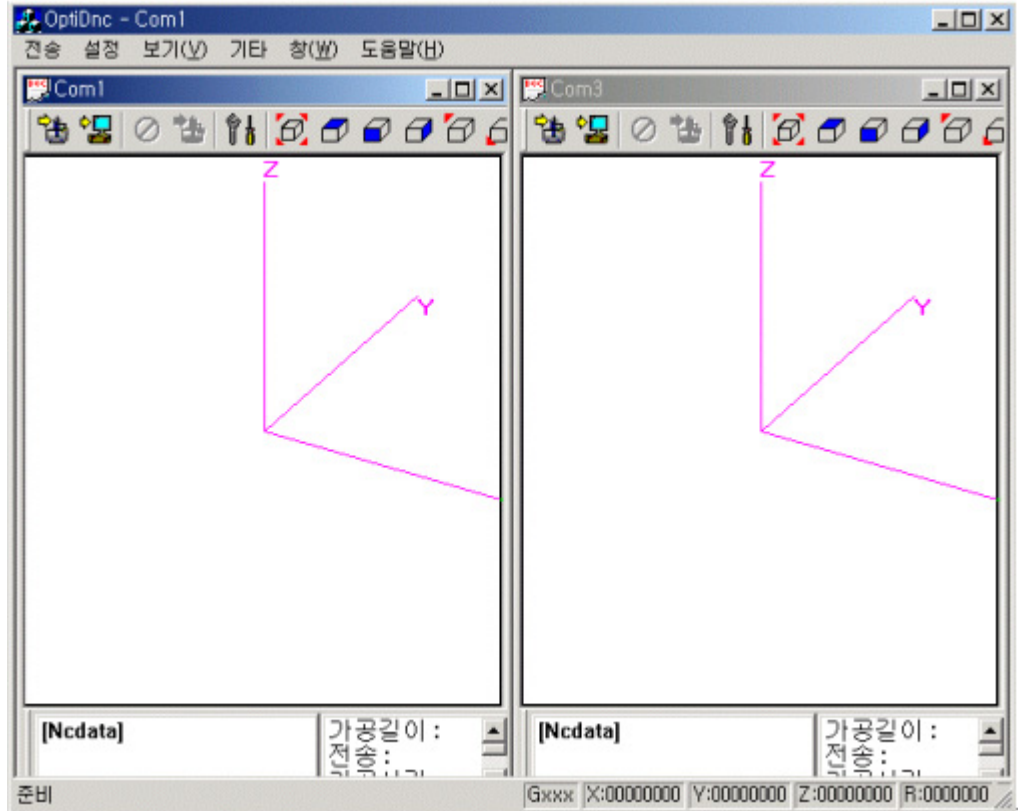 OptiDnc - Com1
전송 설정 보기(V) 기타 창(W) 도움말(H)
Com1
Z
Y
[Ncdata]
가공길이 :
전송 :
Com3
Z
Y
[Ncdata]
가공길이 :
전송 :
준비 Gxxx X:00000000 Y:00000000 Z:00000000 R:0000000